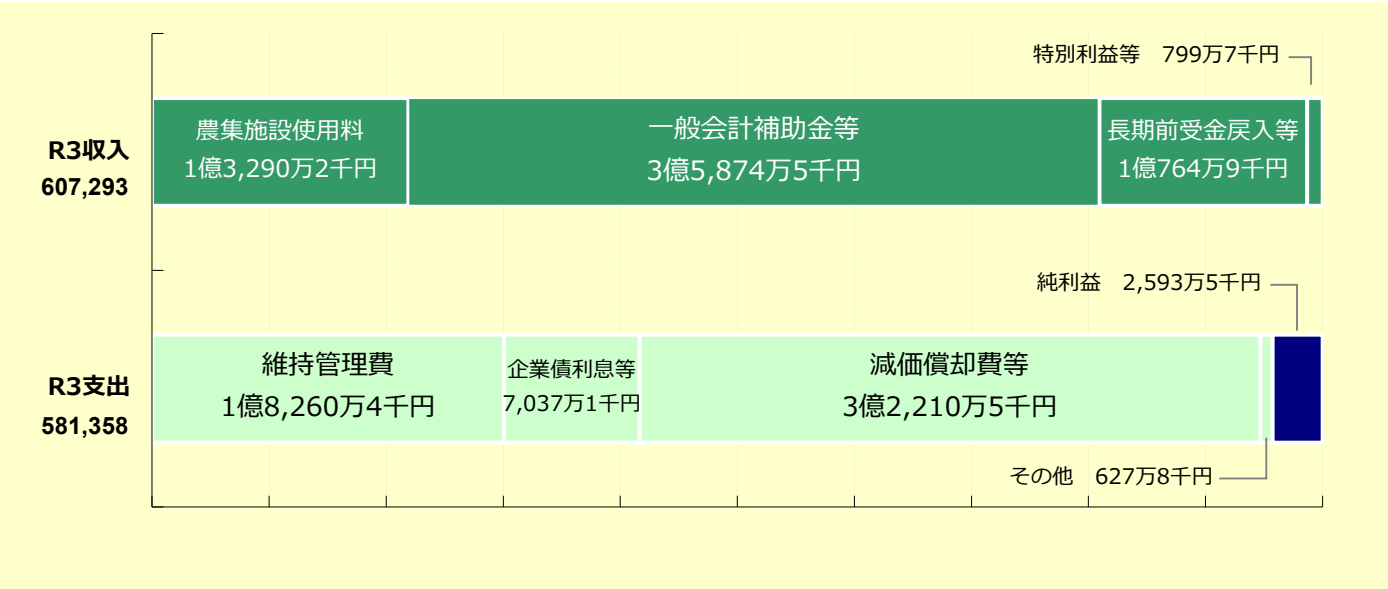 特別利益等　799万7千円
R3収入
607,293
農集施設使用料
1億3,290万2千円
一般会計補助金等
3億5,874万5千円
長期前受金戻入等
1億764万9千円
純利益　2,593万5千円
R3支出
581,358
維持管理費
1億8,260万4千円
企業債利息等
7,037万1千円
減価償却費等
3億2,210万5千円
その他　627万8千円